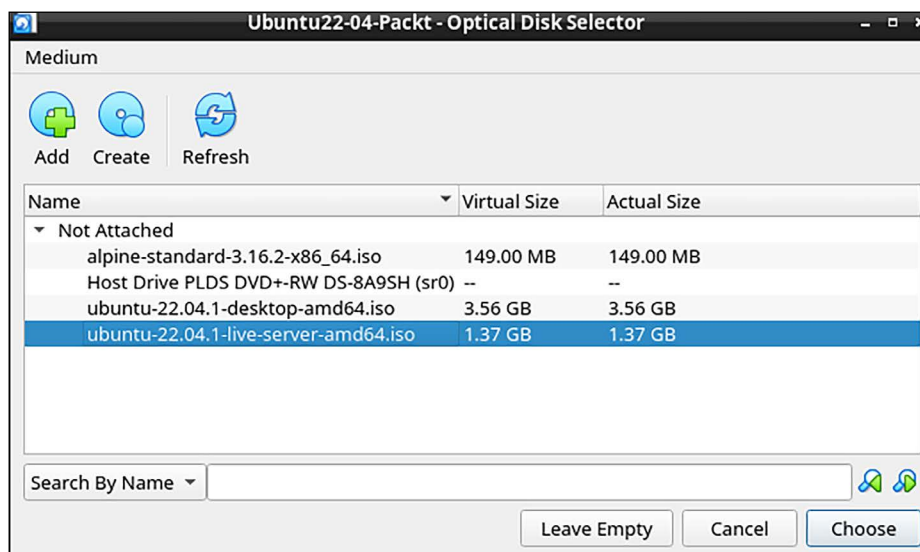 Ubuntu22-04-Packt - Optical Disk Selector
Medium
Add Create Refresh
Name Virtual Size Actual Size
Not Attached
alpine-standard-3.16.2-x86_64.iso 149.00 MB 149.00 MB
Host Drive PLDS DVD+-RW DS-8A9SH (sr0) -- --
ubuntu-22.04.1-desktop-amd64.iso 3.56 GB 3.56 GB
ubuntu-22.04.1-live-server-amd64.iso 1.37 GB 1.37 GB
Search By Name
Leave Empty Cancel Choose